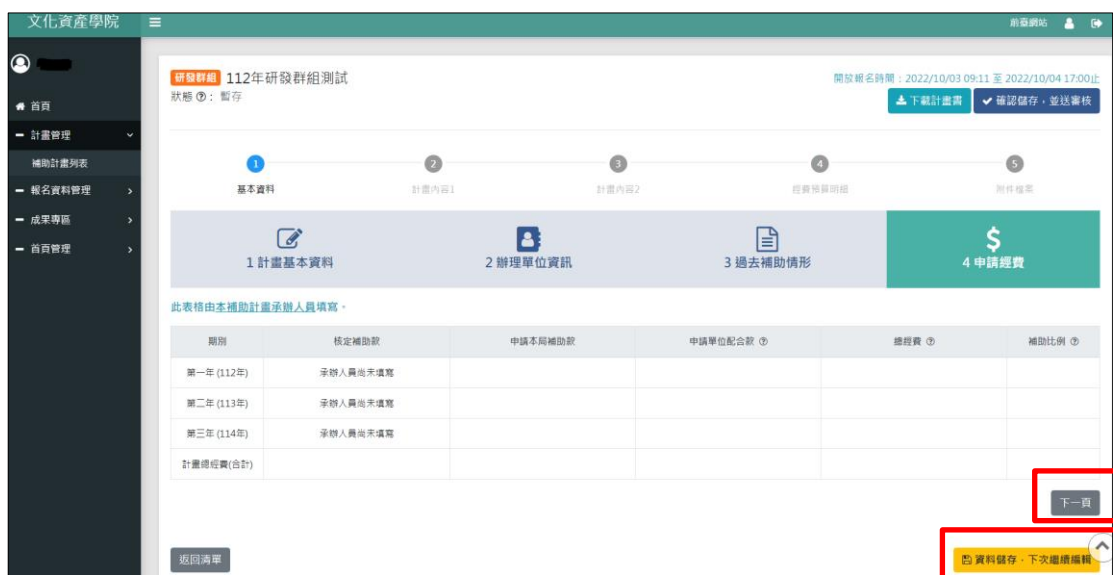 文化資產學院
前臺網站
研發群組 112年研發群組測試
開放報名時間：2022/10/03 09:11 至 2022/10/04 17:00止
狀態：暫存
下載計畫書
確認儲存，並送審核
首頁
計畫管理
補助計畫列表
報名資料管理
成果專區
首頁管理
1 2 3 4 5
基本資料 計畫內容1 計畫內容2 經費預算明細 附件檔案
1 計畫基本資料 2 辦理單位資訊 3 過去補助情形 4 申請經費
此表格由本補助計畫承辦人員填寫。
期別 核定補助款 申請本局補助款 申請單位配合款 總經費 補助比例
第一年 (112年) 承辦人員尚未填寫
第二年 (113年) 承辦人員尚未填寫
第三年 (114年) 承辦人員尚未填寫
計畫總經費(合計)
下一頁
返回清單
資料儲存，下次繼續編輯